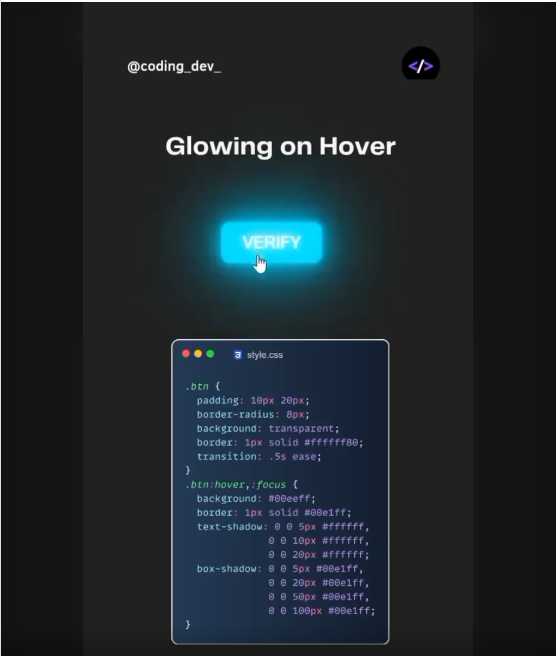 @coding_dev_
</>
Glowing on Hover
VERIFY
style.css
.btn {
  padding: 10px 20px;
  border-radius: 8px;
  background: transparent;
  border: 1px solid #ffffff80;
  transition: .5s ease;
}
.btn:hover,:focus {
  background: #00eeff;
  border: 1px solid #00e1ff;
  text-shadow: 0 0 5px #ffffff,
               0 0 10px #ffffff,
               0 0 20px #ffffff;
  box-shadow: 0 0 5px #00e1ff,
              0 0 20px #00e1ff,
              0 0 50px #00e1ff,
              0 0 100px #00e1ff;
}